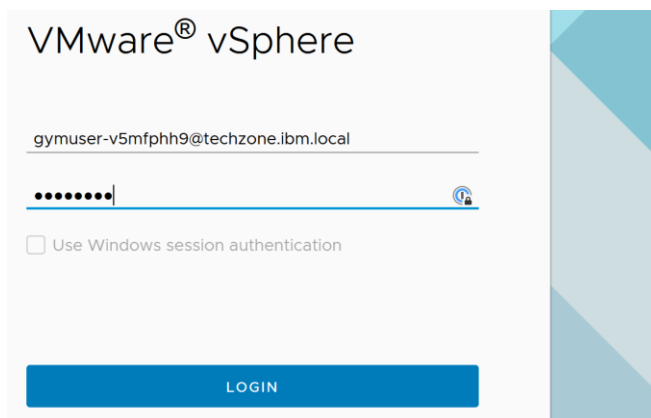 VMware® vSphere
gymuser-v5mfphh9@techzone.ibm.local
••••••••
Use Windows session authentication
LOGIN